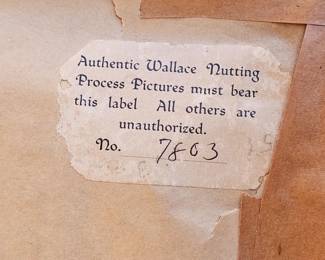 Authentic Wallace Nutting
Process Pictures must bear
this label All others are
unauthorized.
No. 7803